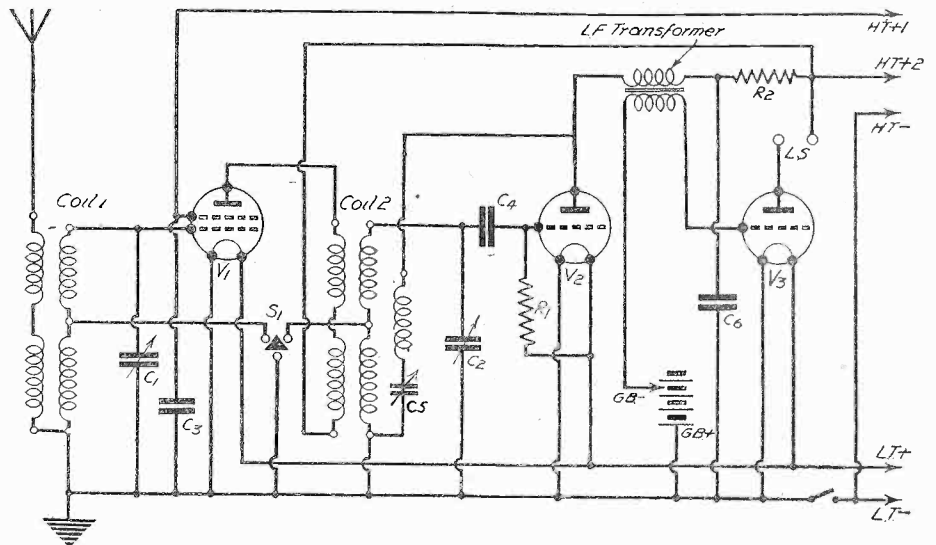 HT+1
LF Transformer
HT+2
R2
HT-
LS
Coil 1
Coil 2
C4
V1
V2
V3
S1
R1
C1
C2
C6
C3
C5
GB-
GB+
LT+
LT-